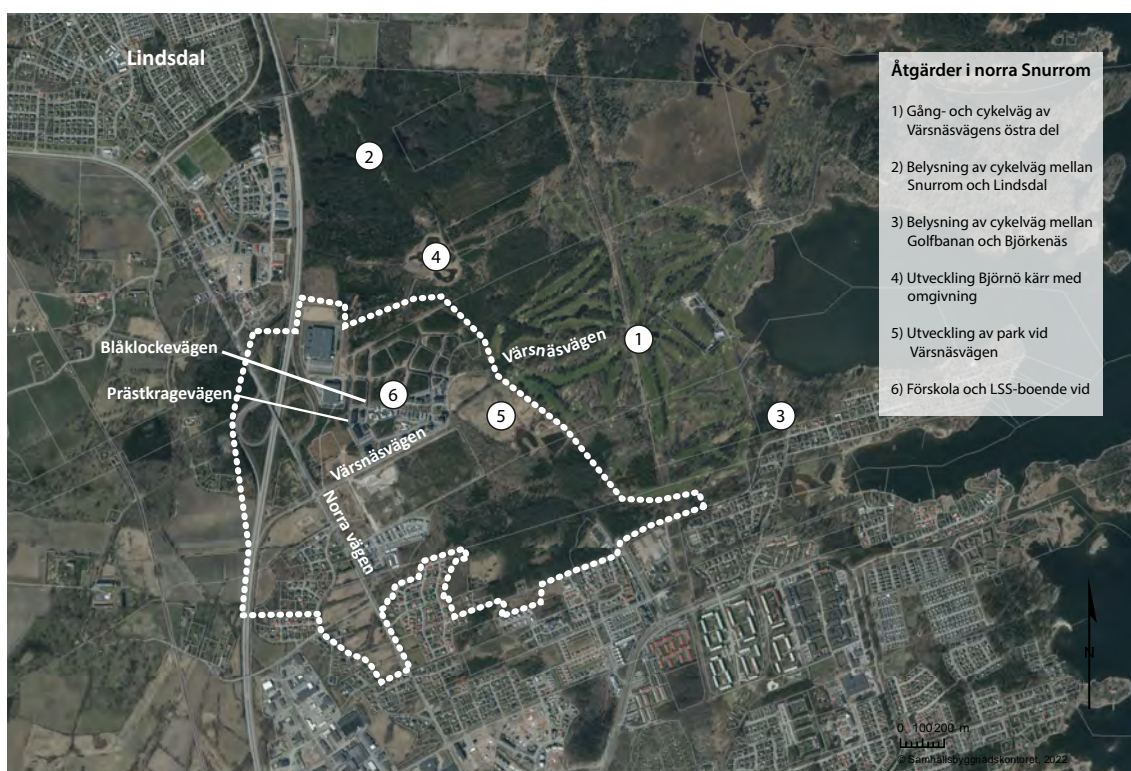 Lindsdal
Åtgärder i norra Snurrom
1) Gång- och cykelväg av
Värsnäsvägens östra del
2) Belysning av cykelväg mellan
Snurrom och Lindsdal
3) Belysning av cykelväg mellan
Golfbanan och Björkenäs
4) Utveckling Björnö kärr med
omgivning
5) Utveckling av park vid
Värsnäsvägen
6) Förskola och LSS-boende vid
2
4
1
Värsnäsvägen
Blåklockevägen
Prästkragevägen
6
5
3
Värsnäsvägen
Norra vägen
N
0 100 200 m
© Samhällsbyggnadskontoret, 2022